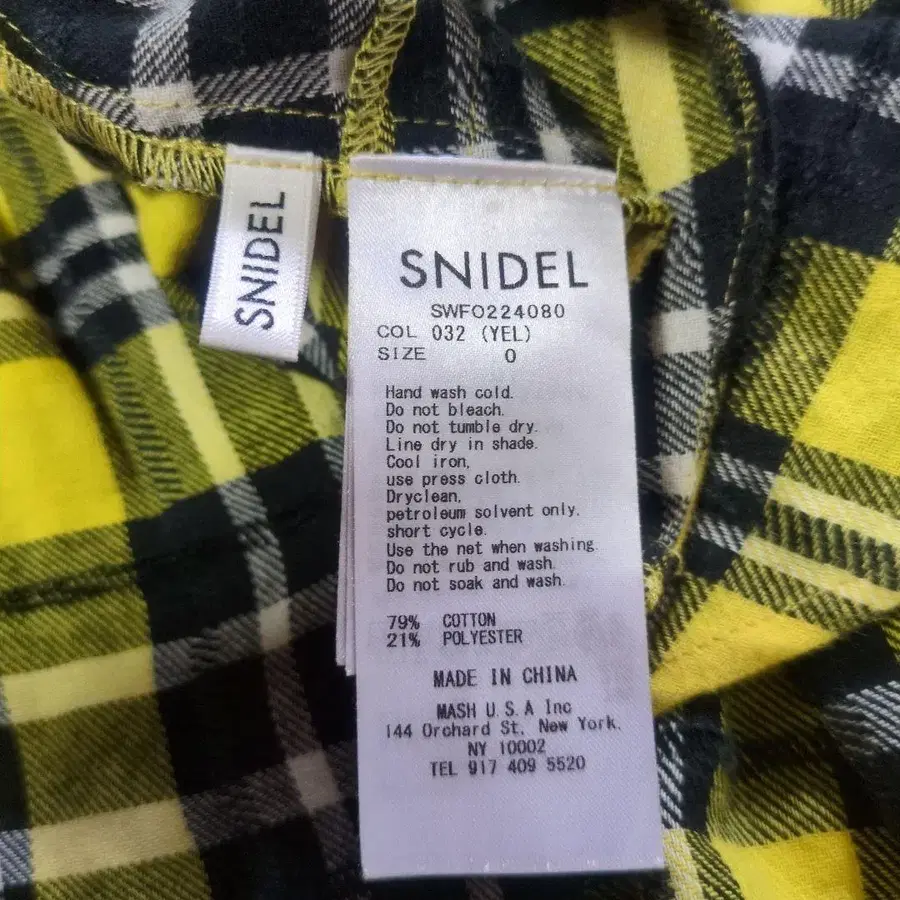 SNIDEL
SNIDEL
SWFO224080
COL 032 (YEL)
SIZE 0
Hand wash cold.
Do not bleach.
Do not tumble dry.
Line dry in shade.
Cool iron,
use press cloth.
Dryclean,
petroleum solvent only.
short cycle.
Use the net when washing.
Do not rub and wash.
Do not soak and wash.
79% COTTON
21% POLYESTER
MADE IN CHINA
MASH U.S.A Inc
144 Orchard St, New York.
NY 10002
TEL 917 409 5520